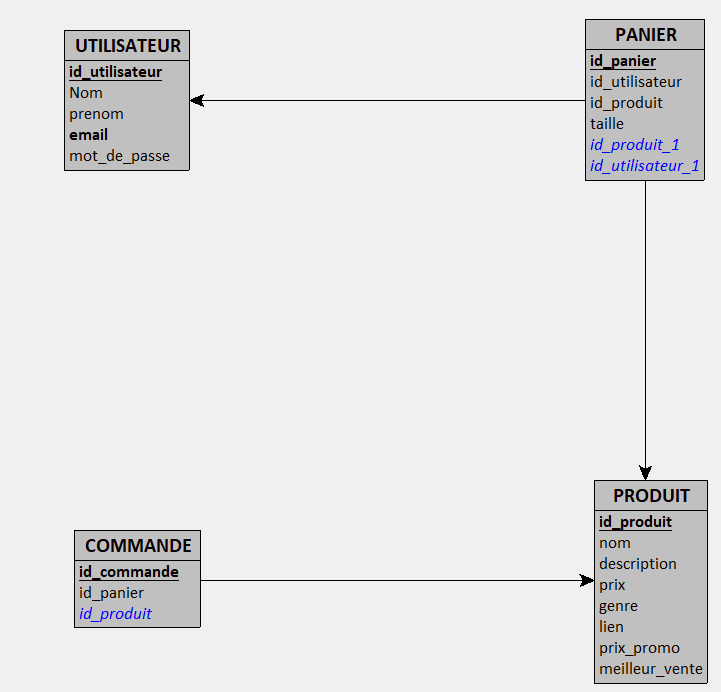 UTILISATEUR
id_utilisateur
Nom
prenom
email
mot_de_passe
PANIER
id_panier
id_utilisateur
id_produit
taille
id_produit_1
id_utilisateur_1
COMMANDE
id_commande
id_panier
id_produit
PRODUIT
id_produit
nom
description
prix
genre
lien
prix_promo
meilleur_vente